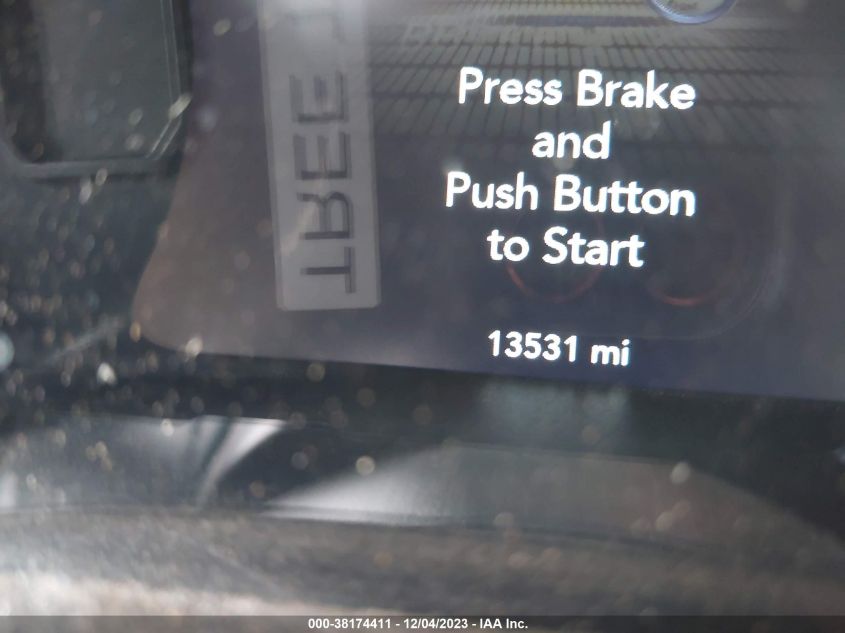 Press Brake
and
Push Button
to Start
13531 mi
000-38174411 - 12/04/2023 - IAA Inc.